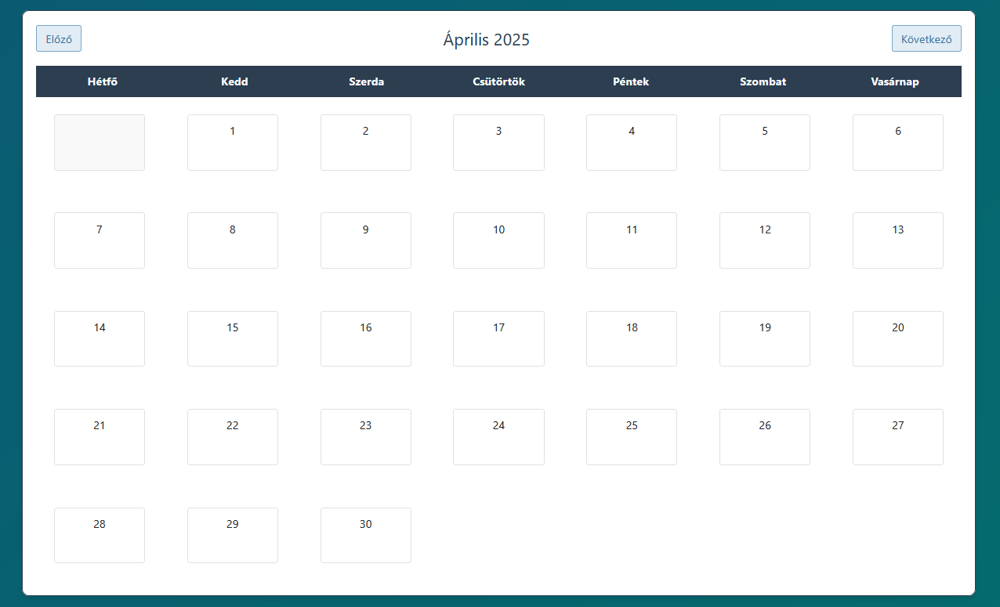 Előző Április 2025 Következő
Hétfő Kedd Szerda Csütörtök Péntek Szombat Vasárnap
1 2 3 4 5 6
7 8 9 10 11 12 13
14 15 16 17 18 19 20
21 22 23 24 25 26 27
28 29 30